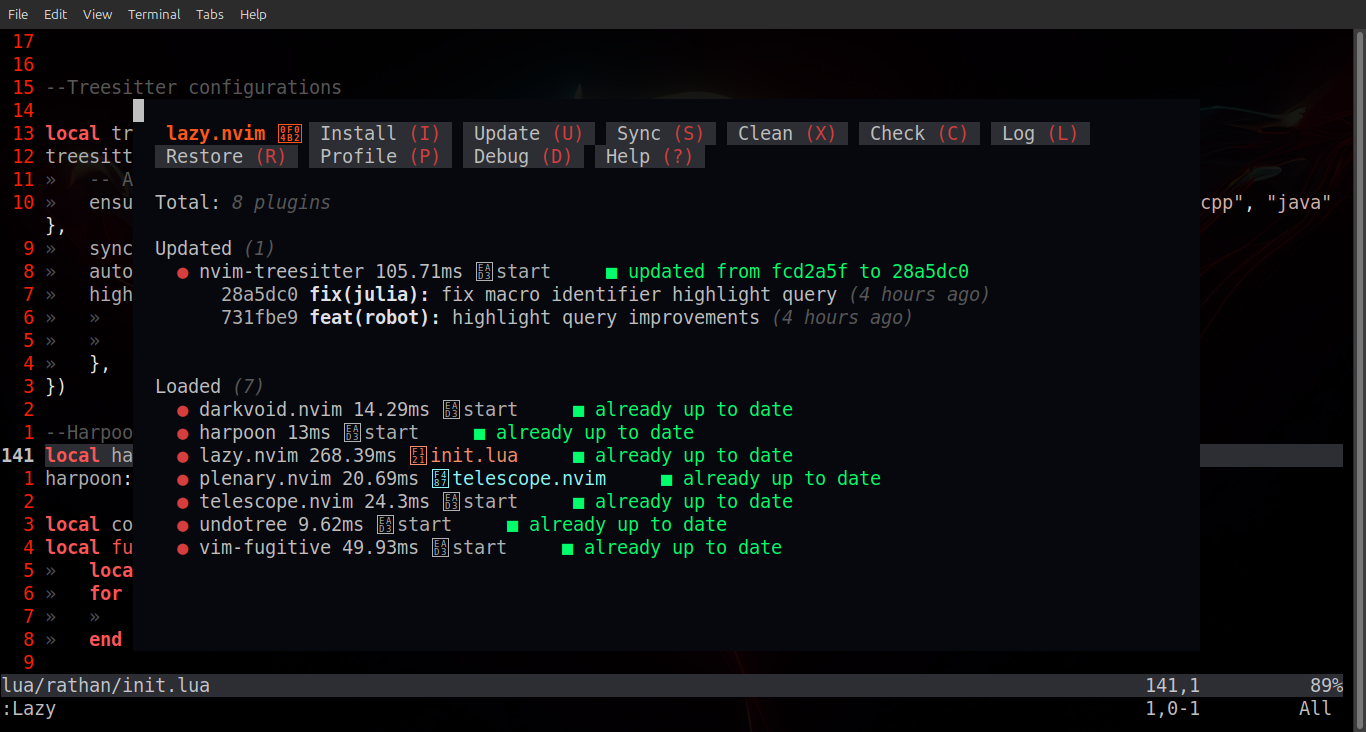 File Edit View Terminal Tabs Help
17
16
15 --Treesitter configurations
14
13 local tr lazy.nvim Install (I) Update (U) Sync (S) Clean (X) Check (C) Log (L)
12 treesitt Restore (R) Profile (P) Debug (D) Help (?)
11 » -- A
10 » ensu Total: 8 plugins cpp", "java"
},
9 » sync Updated (1)
8 » auto ● nvim-treesitter 105.71ms start ■ updated from fcd2a5f to 28a5dc0
7 » high 28a5dc0 fix(julia): fix macro identifier highlight query (4 hours ago)
6 » » 731fbe9 feat(robot): highlight query improvements (4 hours ago)
5 » »
4 » },
3 }) Loaded (7)
2 ● darkvoid.nvim 14.29ms start ■ already up to date
1 --Harpoo ● harpoon 13ms start ■ already up to date
141 local ha ● lazy.nvim 268.39ms init.lua ■ already up to date
1 harpoon: ● plenary.nvim 20.69ms telescope.nvim ■ already up to date
2 ● telescope.nvim 24.3ms start ■ already up to date
3 local co ● undotree 9.62ms start ■ already up to date
4 local fu ● vim-fugitive 49.93ms start ■ already up to date
5 » loca
6 » for
7 » »
8 » end
9
lua/rathan/init.lua 141,1 89%
:Lazy 1,0-1 All